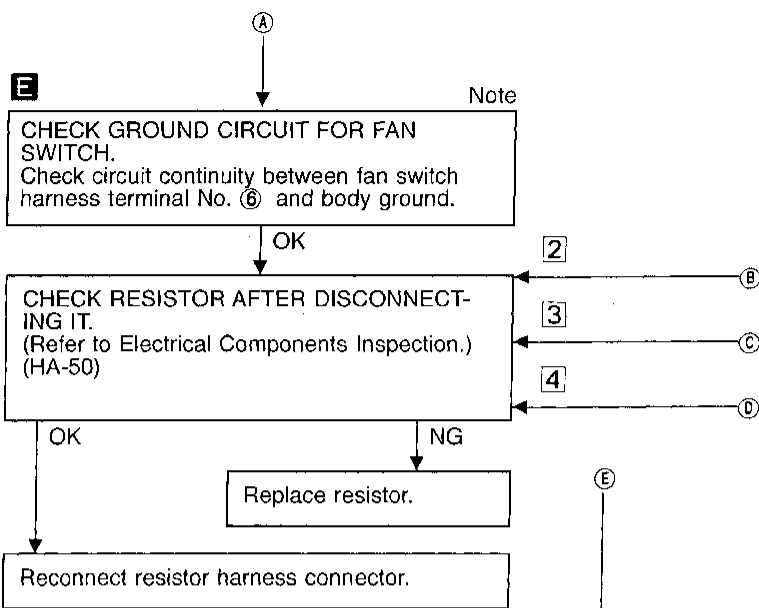 Ⓐ
E
Note
CHECK GROUND CIRCUIT FOR FAN
SWITCH.
Check circuit continuity between fan switch
harness terminal No. ⑥ and body ground.
OK
2
Ⓑ
CHECK RESISTOR AFTER DISCONNECT-
ING IT.
(Refer to Electrical Components Inspection.)
(HA-50)
3
Ⓒ
4
Ⓓ
OK
NG
Ⓔ
Replace resistor.
Reconnect resistor harness connector.